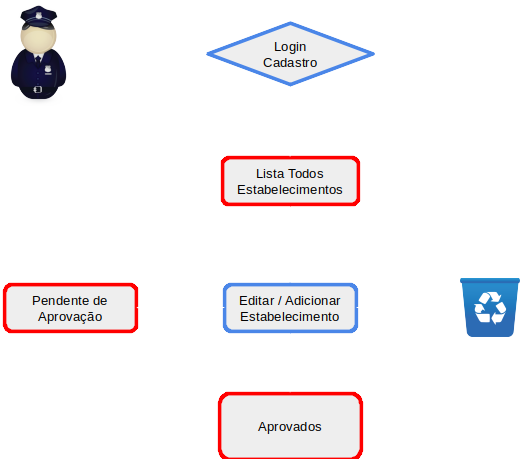 Login
Cadastro
Lista Todos
Estabelecimentos
Pendente de
Aprovação
Editar / Adicionar
Estabelecimento
Aprovados